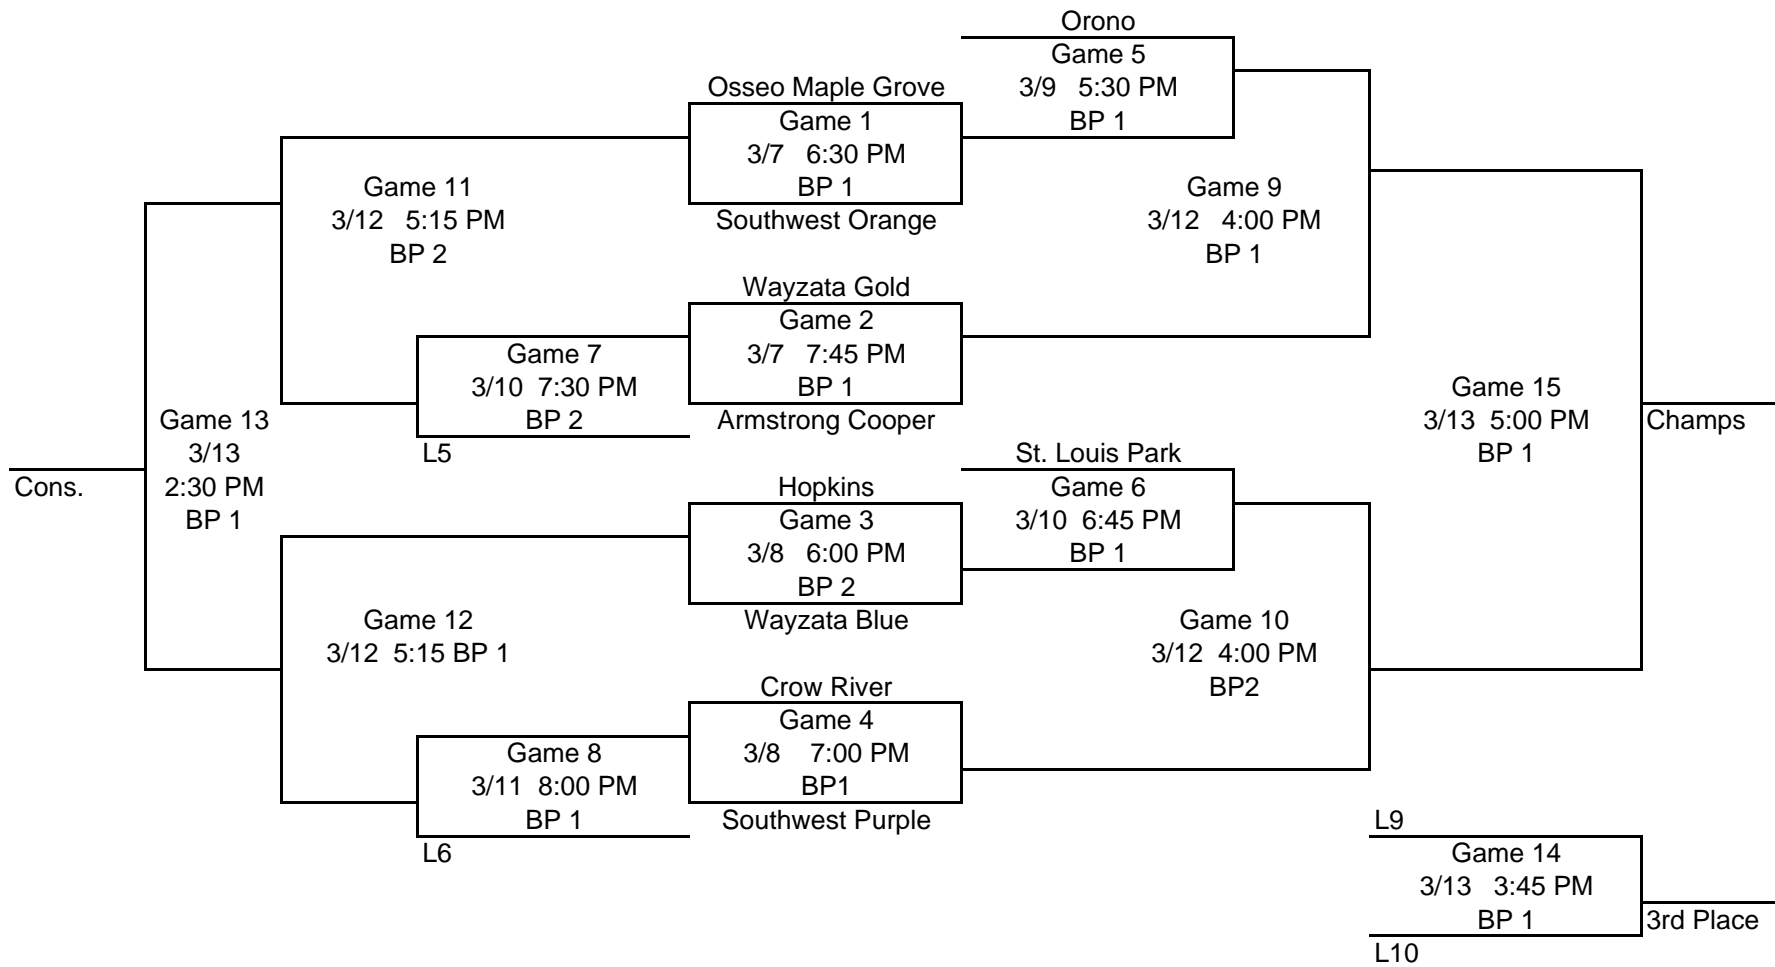 Orono
Game 5
3/9 5:30 PM
BP 1
Osseo Maple Grove
Game 1
3/7 6:30 PM
BP 1
Southwest Orange
Game 11
3/12 5:15 PM
BP 2
Game 9
3/12 4:00 PM
BP 1
Wayzata Gold
Game 2
3/7 7:45 PM
BP 1
Armstrong Cooper
Game 7
3/10 7:30 PM
BP 2
L5
Game 13
3/13
2:30 PM
BP 1
Cons.
Game 15
3/13 5:00 PM
BP 1
Champs
St. Louis Park
Game 6
3/10 6:45 PM
BP 1
Hopkins
Game 3
3/8 6:00 PM
BP 2
Wayzata Blue
Game 12
3/12 5:15 BP 1
Game 10
3/12 4:00 PM
BP2
Crow River
Game 4
3/8 7:00 PM
BP1
Southwest Purple
Game 8
3/11 8:00 PM
BP 1
L6
L9
Game 14
3/13 3:45 PM
BP 1
3rd Place
L10